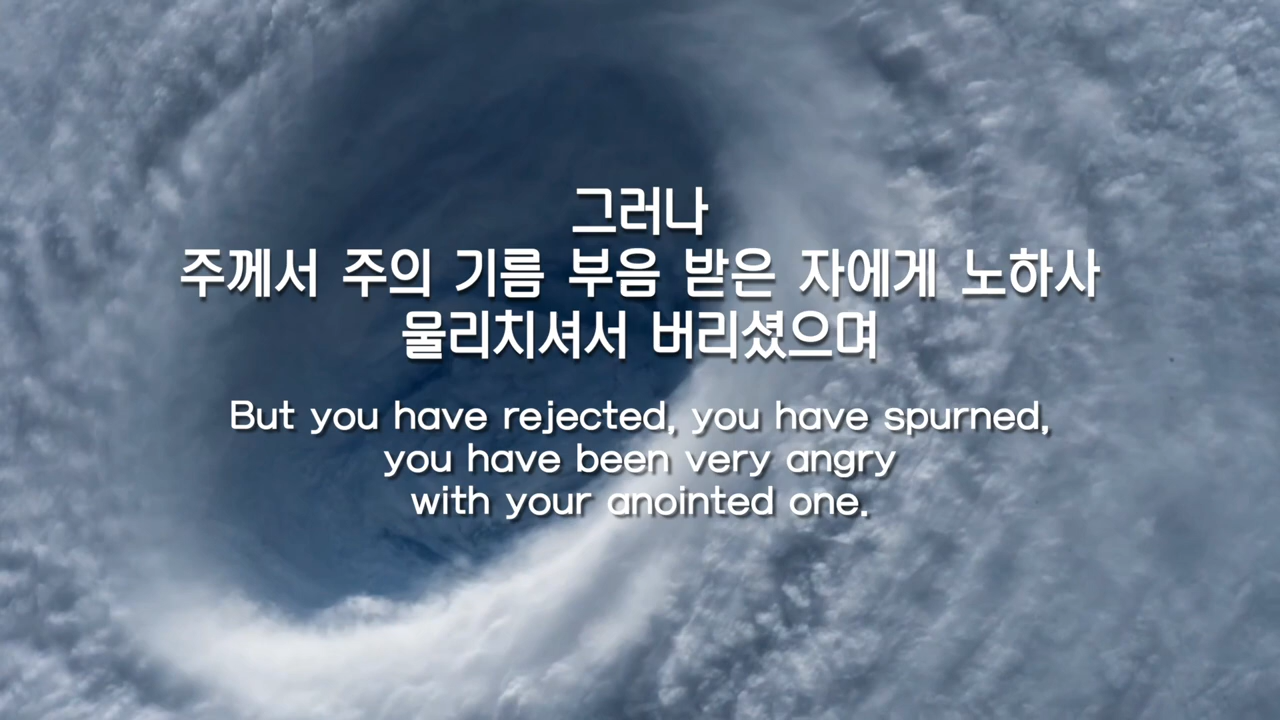 그러나
주께서 주의 기름 부음 받은 자에게 노하사
물리치셔서 버리셨으며
But you have rejected, you have spurned,
you have been very angry
with your anointed one.